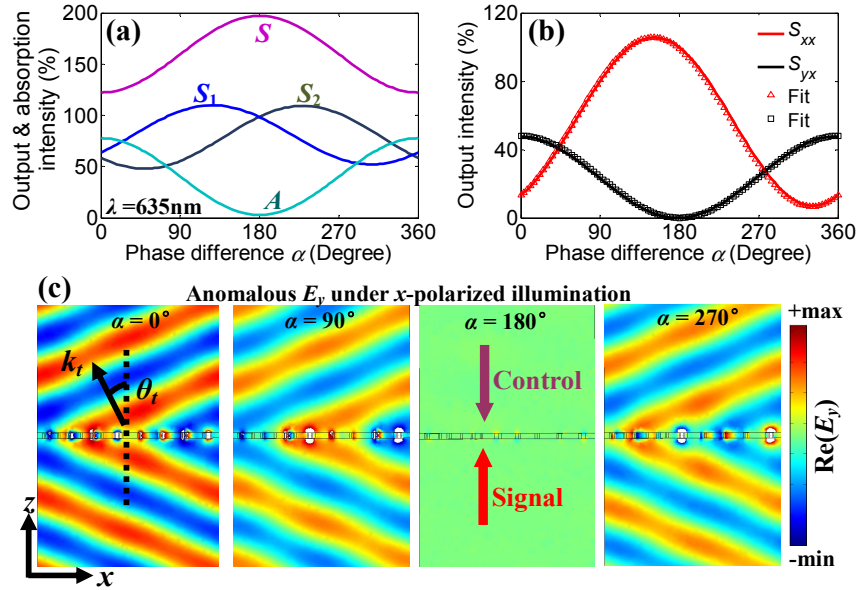 (a)
Output & absorption
intensity (%)
200
150
100
50
0
S
S₁
S₂
A
λ =635nm
0 90 180 270 360
Phase difference α (Degree)
(b)
Output intensity (%)
120
80
40
0
Sxx
Syx
Fit
Fit
0 90 180 270 360
Phase difference α (Degree)
(c)
Anomalous Ey under x-polarized illumination
α = 0° α = 90° α = 180° α = 270°
kt
θt
Control
Signal
z
x
+max
Re(Ey)
-min